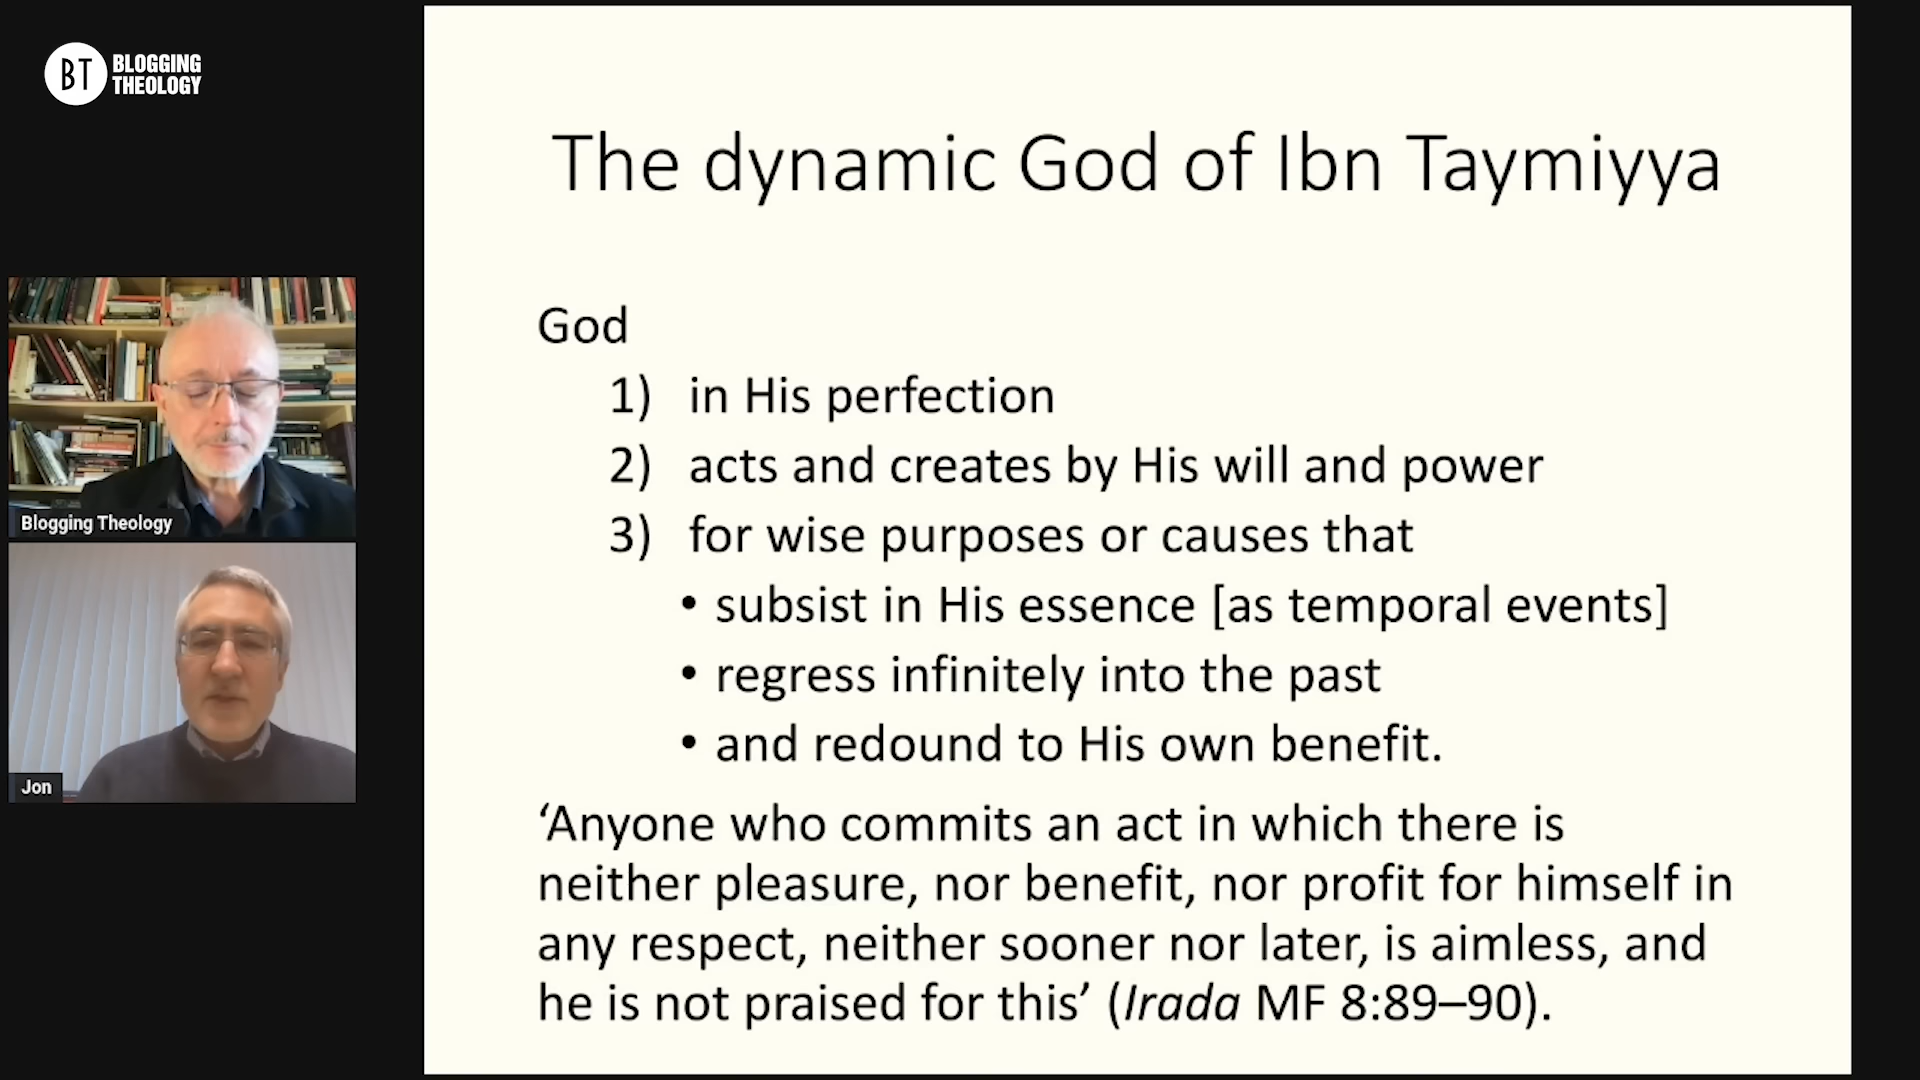 BT
BLOGGING
THEOLOGY
The dynamic God of Ibn Taymiyya
God
1) in His perfection
2) acts and creates by His will and power
3) for wise purposes or causes that
• subsist in His essence [as temporal events]
• regress infinitely into the past
• and redound to His own benefit.
‘Anyone who commits an act in which there is
neither pleasure, nor benefit, nor profit for himself in
any respect, neither sooner nor later, is aimless, and
he is not praised for this’ (Irada MF 8:89–90).
Blogging Theology
Jon